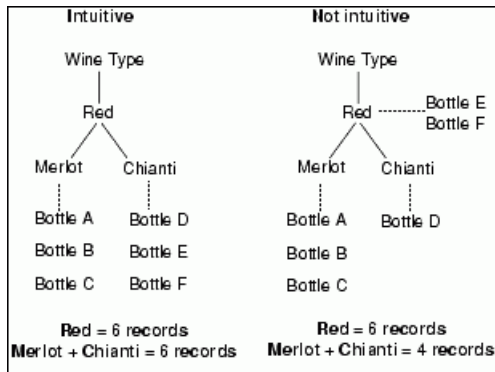 Intuitive
Wine Type
Red
Merlot
Chianti
Bottle A
Bottle D
Bottle B
Bottle E
Bottle C
Bottle F
Red = 6 records
Merlot + Chianti = 6 records
Not intuitive
Wine Type
Red
Bottle E
Bottle F
Merlot
Chianti
Bottle A
Bottle D
Bottle B
Bottle C
Red = 6 records
Merlot + Chianti = 4 records